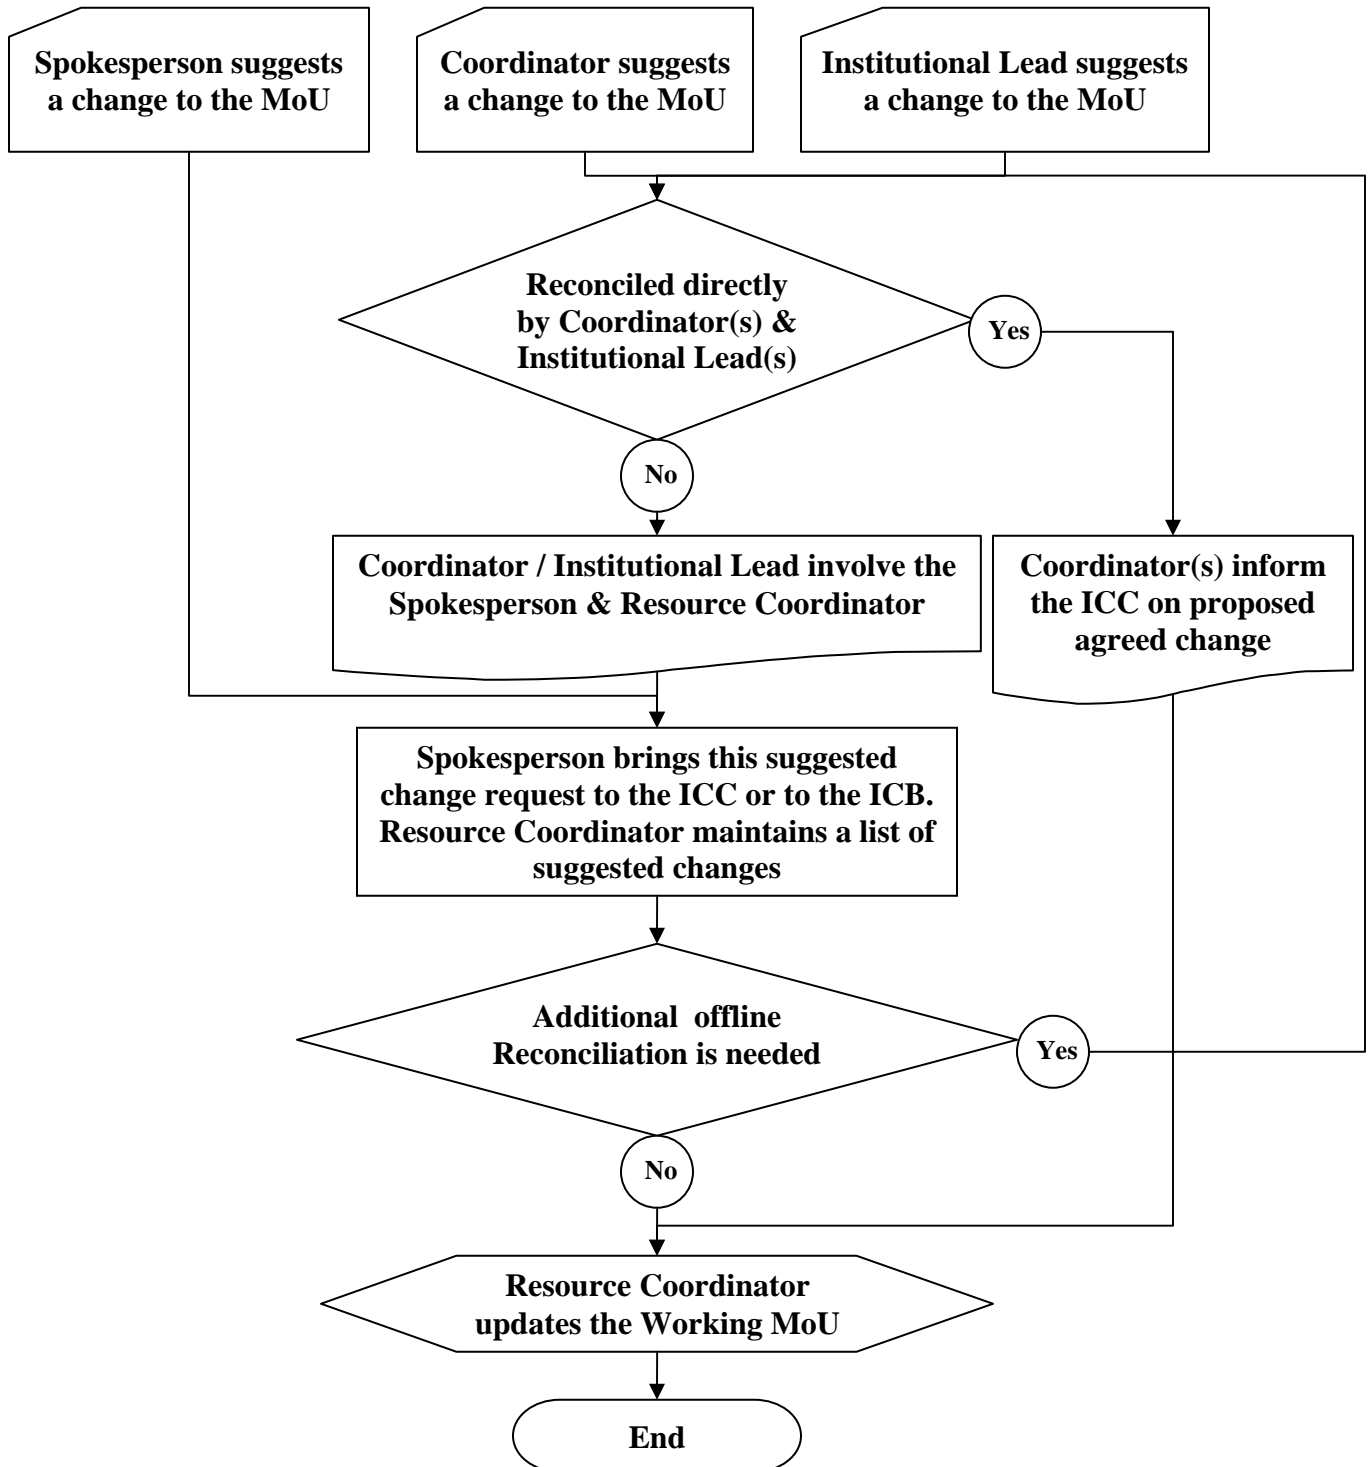 Spokesperson suggests
a change to the MoU
Coordinator suggests
a change to the MoU
Institutional Lead suggests
a change to the MoU
Reconciled directly
by Coordinator(s) &
Institutional Lead(s)
Yes
No
Coordinator / Institutional Lead involve the
Spokesperson & Resource Coordinator
Coordinator(s) inform
the ICC on proposed
agreed change
Spokesperson brings this suggested
change request to the ICC or to the ICB.
Resource Coordinator maintains a list of
suggested changes
Additional offline
Reconciliation is needed
Yes
No
Resource Coordinator
updates the Working MoU
End